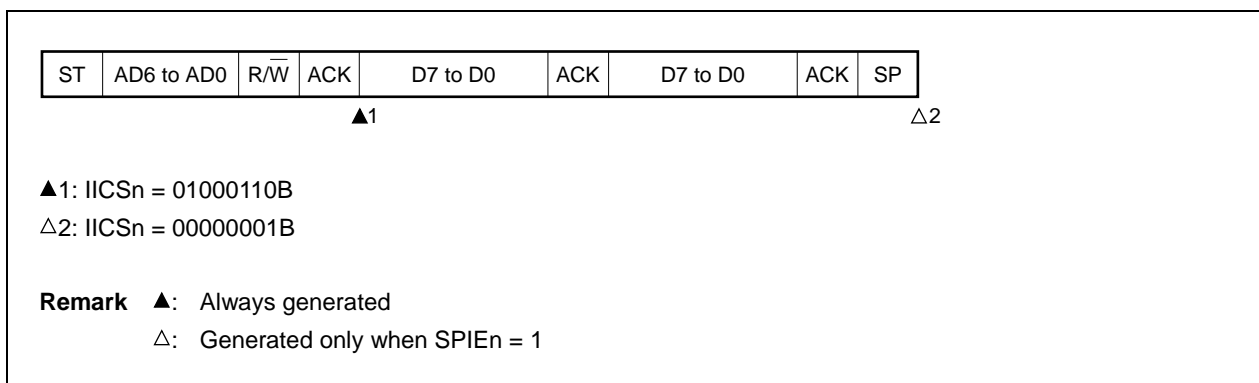 ST AD6 to AD0 R/W̅ ACK D7 to D0 ACK D7 to D0 ACK SP
▲1 △2
▲1: IICSn = 01000110B
△2: IICSn = 00000001B
Remark ▲: Always generated
△: Generated only when SPIEn = 1